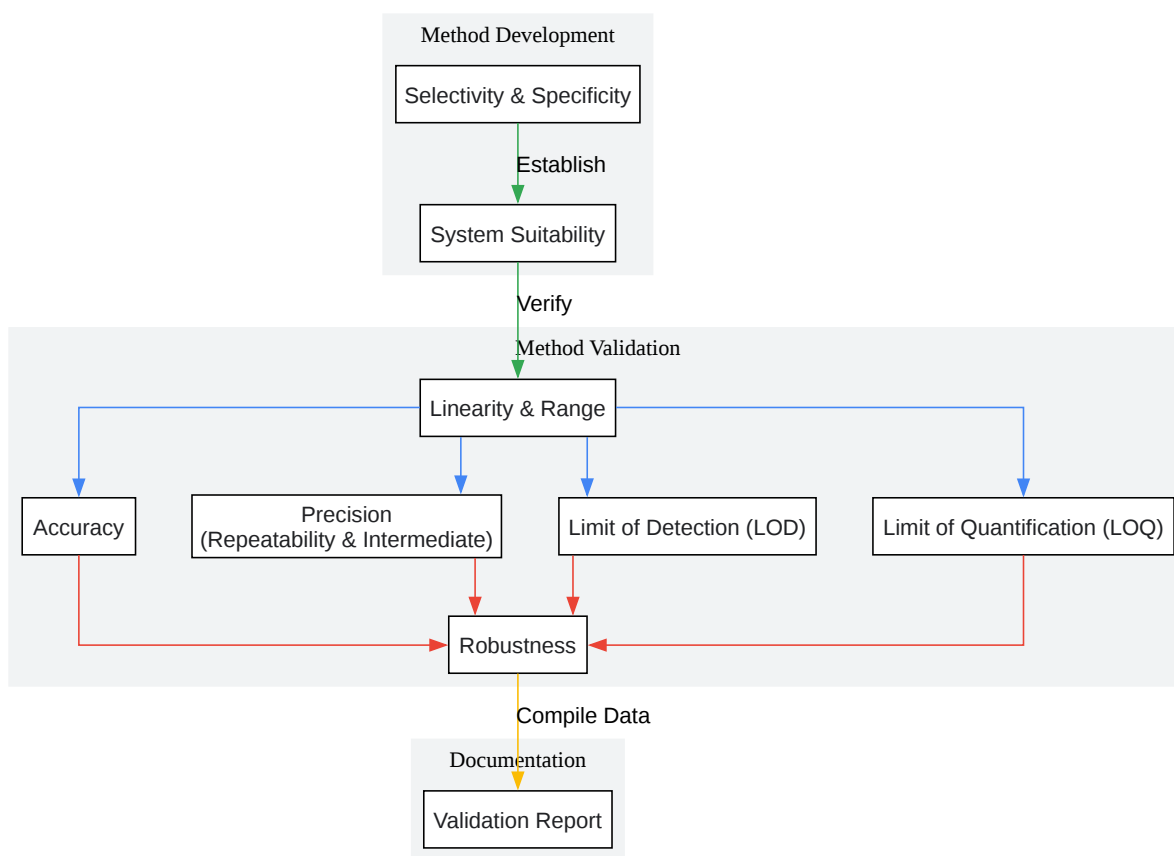 Method Development
Selectivity & Specificity
Establish
System Suitability
Verify
Method Validation
Linearity & Range
Accuracy
Precision
(Repeatability & Intermediate)
Limit of Detection (LOD)
Limit of Quantification (LOQ)
Robustness
Compile Data
Documentation
Validation Report